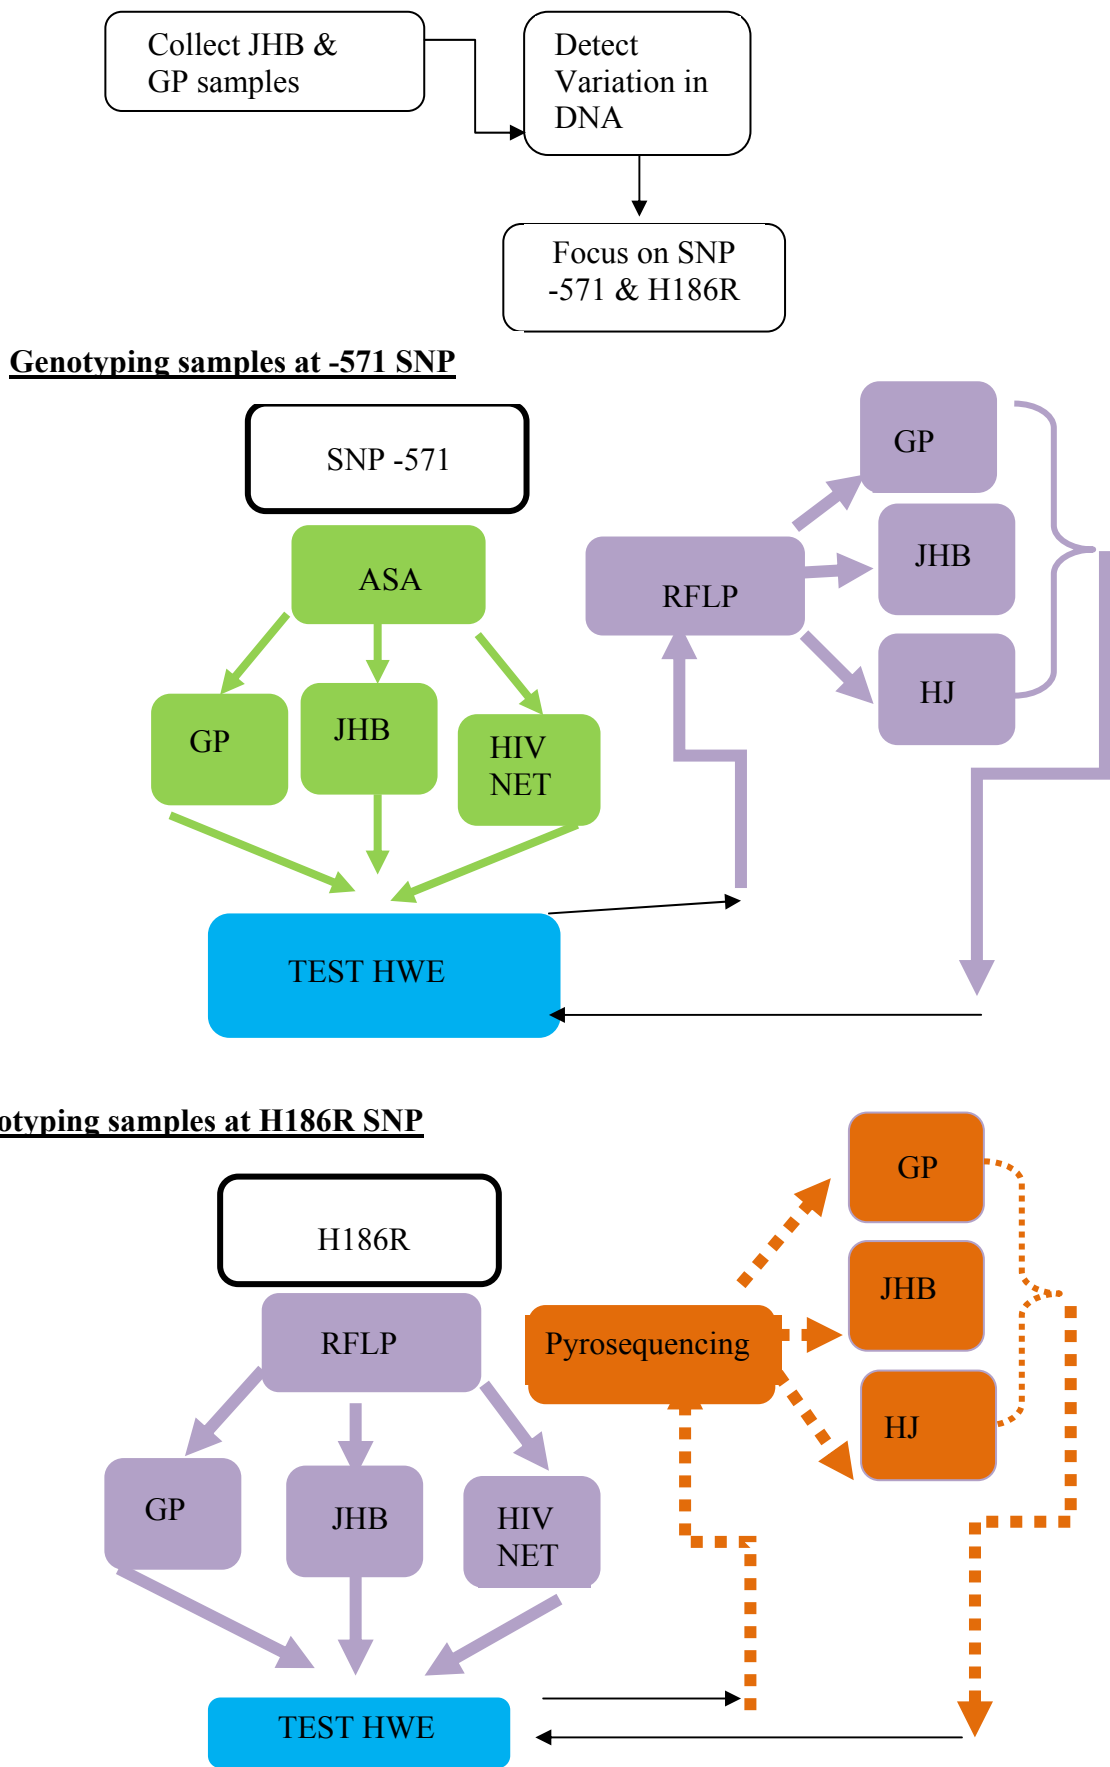 Collect JHB &
GP samples
Detect
Variation in
DNA
Focus on SNP
-571 & H186R
Genotyping samples at -571 SNP
SNP -571
ASA
GP
JHB
HIV
NET
TEST HWE
RFLP
GP
JHB
HJ
otyping samples at H186R SNP
H186R
RFLP
GP
JHB
HIV
NET
TEST HWE
Pyrosequencing
GP
JHB
HJ